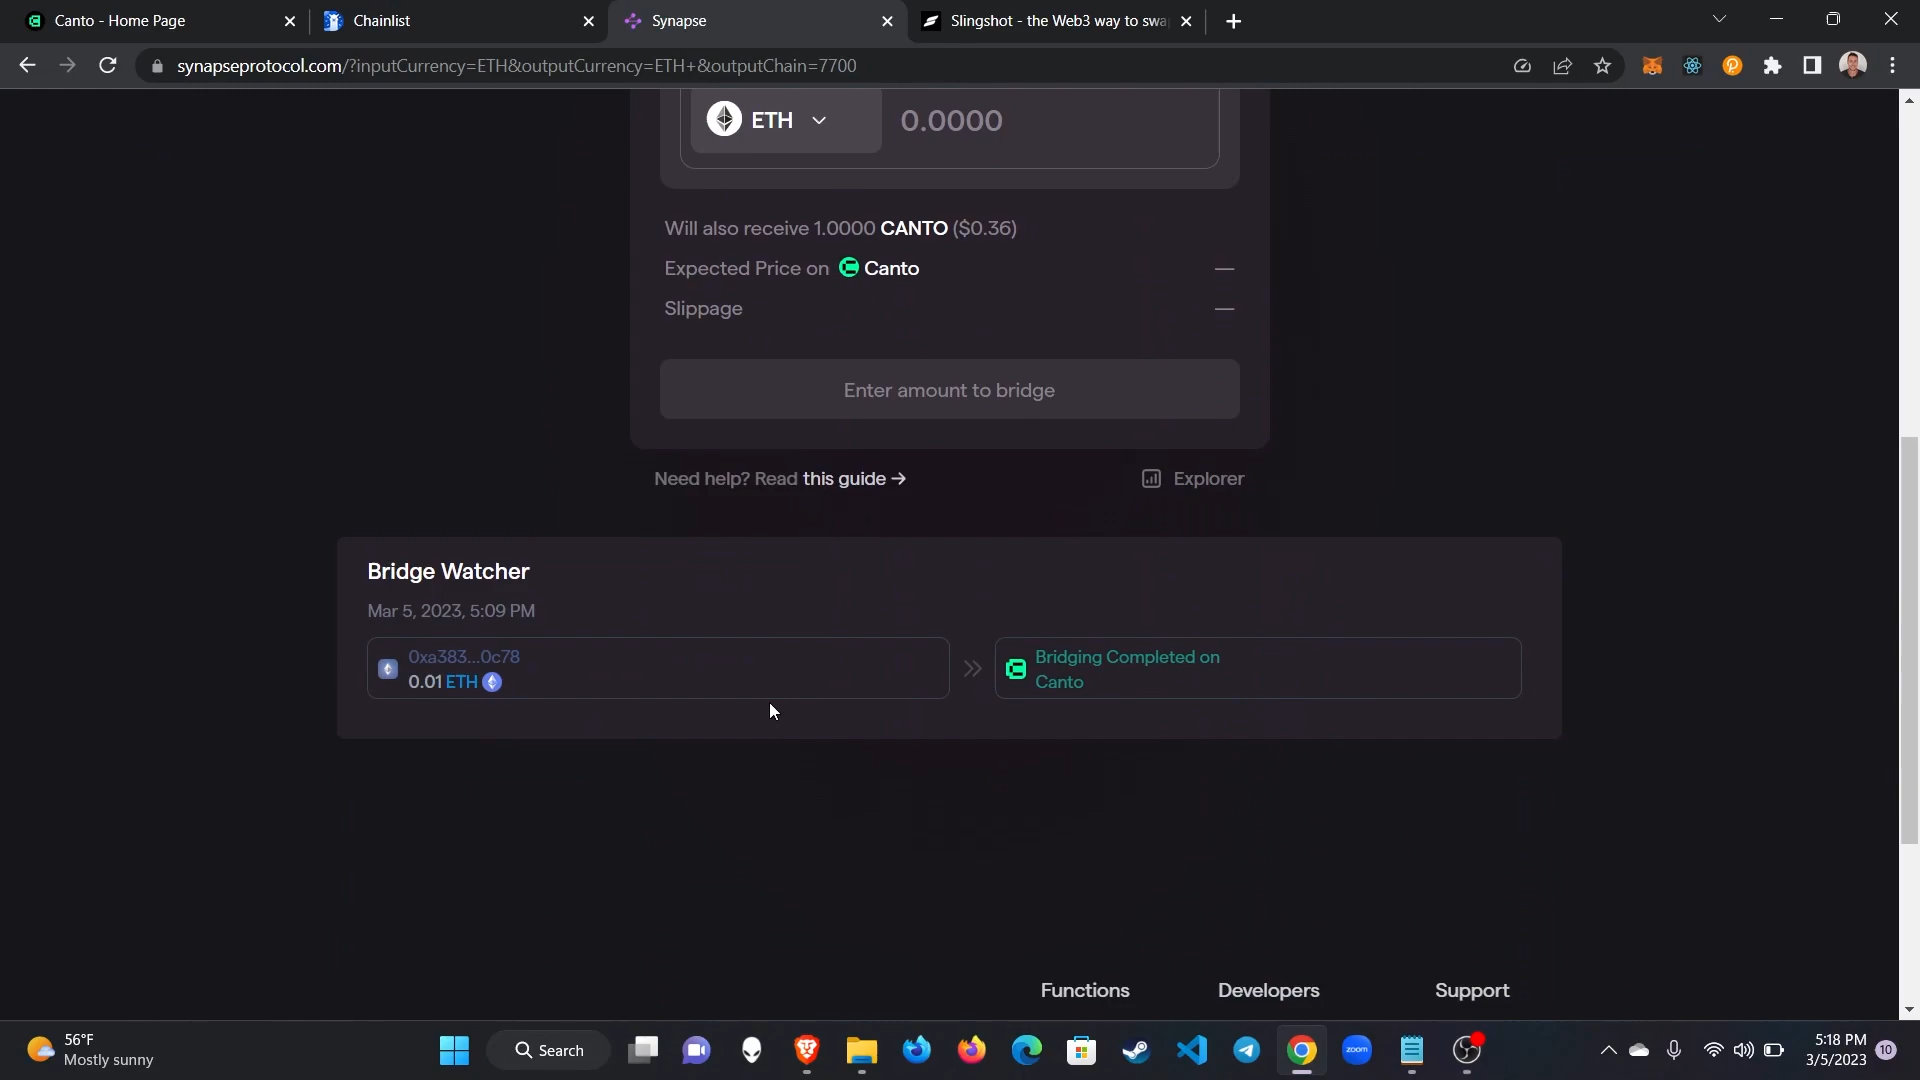 Canto - Home Page
Chainlist
Synapse
Slingshot - the Web3 way to swa
synapseprotocol.com/?inputCurrency=ETH&outputCurrency=ETH+&outputChain=7700
ETH
0.0000
Will also receive 1.0000 CANTO ($0.36)
Expected Price on Canto —
Slippage —
Enter amount to bridge
Need help? Read this guide →
Explorer
Bridge Watcher
Mar 5, 2023, 5:09 PM
0xa383...0c78
0.01 ETH
Bridging Completed on
Canto
Functions
Developers
Support
56°F
Mostly sunny
Search
zoom
5:18 PM
3/5/2023
10